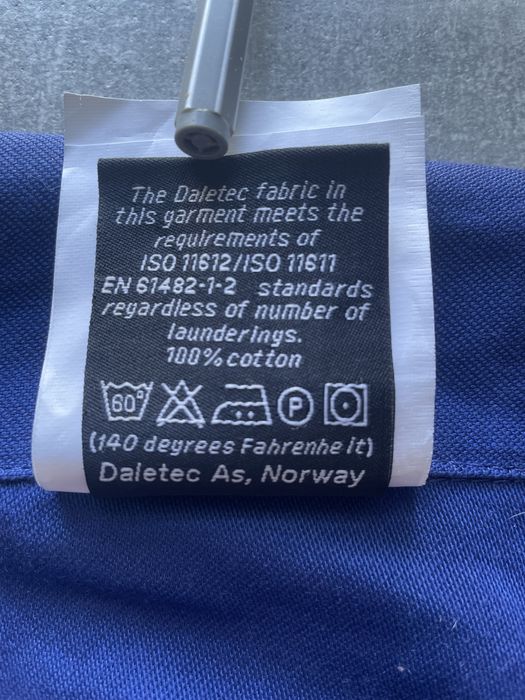 The Daletec fabric in
this garment meets the
requirements of
ISO 11612/ISO 11611
EN 61482-1-2 standards
regardless of number of
launderings.
100% cotton
60° P
(140 degrees Fahrenheit)
Daletec As, Norway